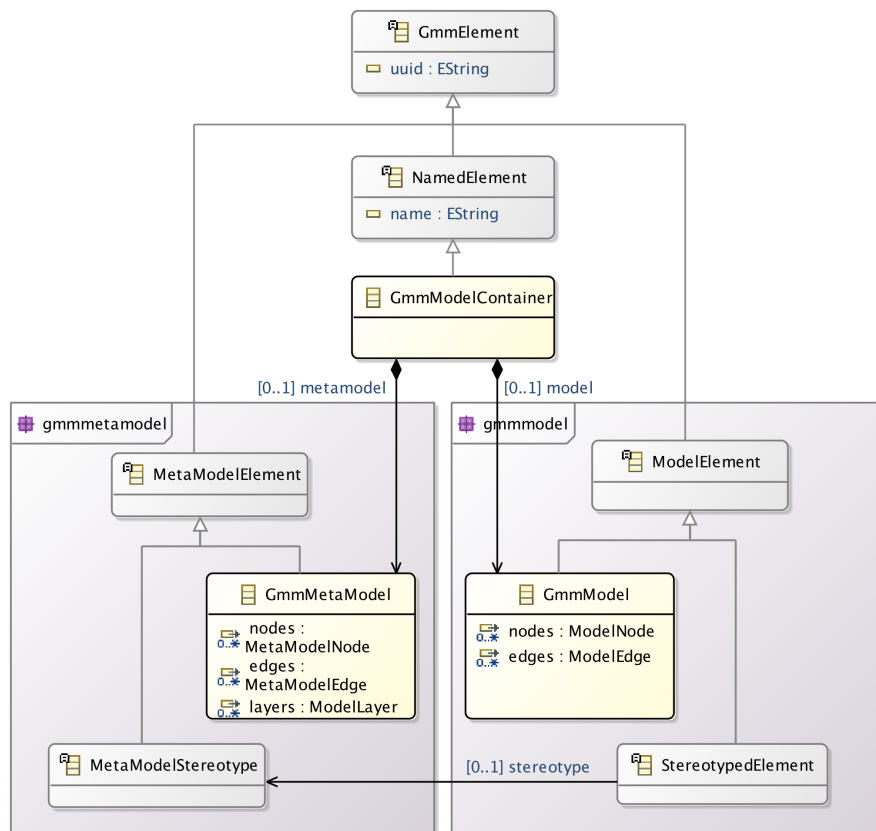 GmmElement
uuid : EString
NamedElement
name : EString
GmmModelContainer
[0..1] metamodel
[0..1] model
gmmmetamodel
MetaModelElement
GmmMetaModel
0..*
nodes :
MetaModelNode
0..*
edges :
MetaModelEdge
0..*
layers : ModelLayer
MetaModelStereotype
gmmmodel
ModelElement
GmmModel
0..*
nodes : ModelNode
0..*
edges : ModelEdge
[0..1] stereotype
StereotypedElement